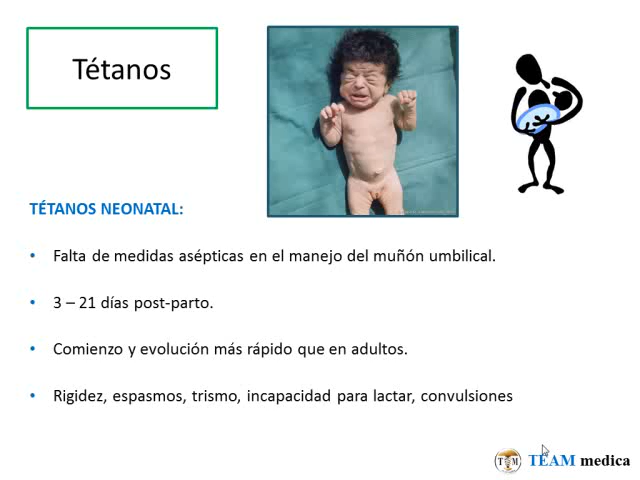 Tétanos
TÉTANOS NEONATAL:
• Falta de medidas asépticas en el manejo del muñón umbilical.
• 3 – 21 días post-parto.
• Comienzo y evolución más rápido que en adultos.
• Rigidez, espasmos, trismo, incapacidad para lactar, convulsiones
TEAM medica